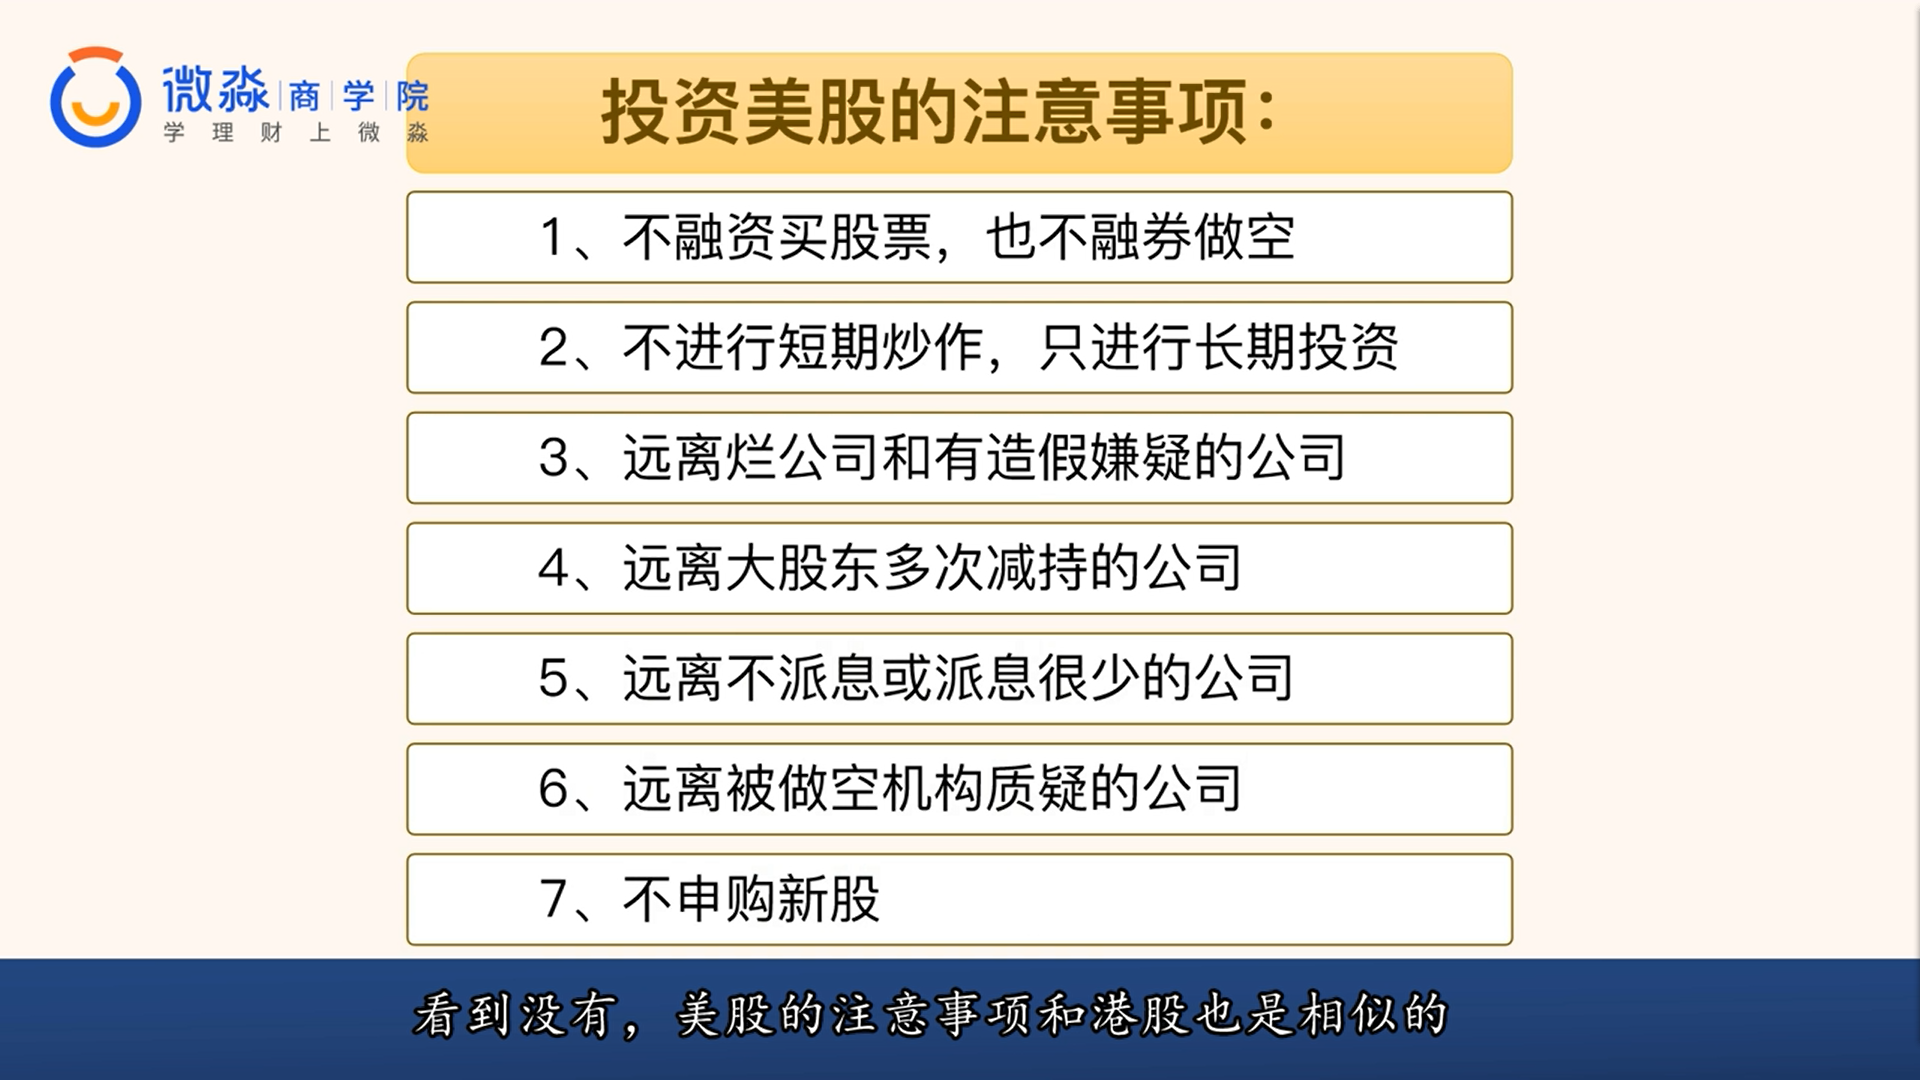 微淼商学院
学理财上微淼
投资美股的注意事项：
1、不融资买股票，也不融券做空
2、不进行短期炒作，只进行长期投资
3、远离烂公司和有造假嫌疑的公司
4、远离大股东多次减持的公司
5、远离不派息或派息很少的公司
6、远离被做空机构质疑的公司
7、不申购新股
看到没有，美股的注意事项和港股也是相似的